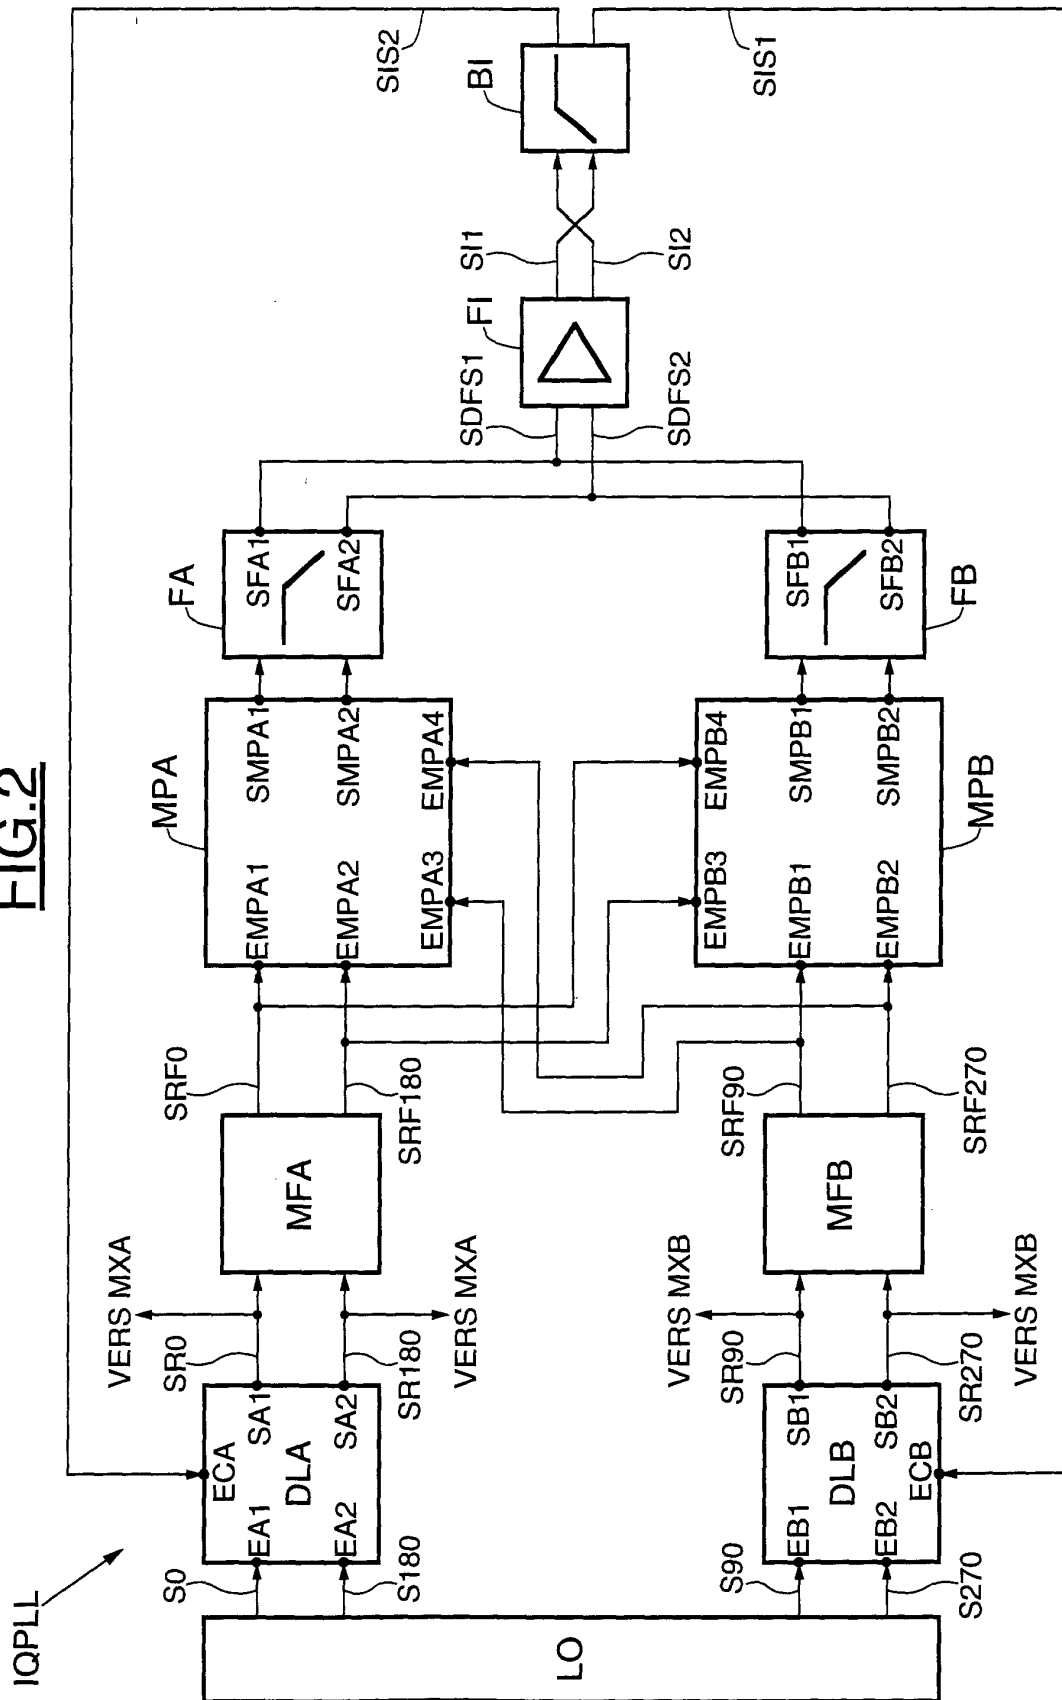 FIG.2
IQPLL
LO
S0
S180
S90
S270
ECA
EA1
SA1
DLA
EA2
SA2
EB1
SB1
DLB
EB2
SB2
ECB
VERS MXA
SR0
SR180
VERS MXA
VERS MXB
SR90
SR270
VERS MXB
MFA
MFB
SRF0
SRF180
SRF90
SRF270
MPA
EMPA1
SMPA1
EMPA2
SMPA2
EMPA3
EMPA4
EMPB3
EMPB4
EMPB1
SMPB1
EMPB2
SMPB2
MPB
FA
SFA1
SFA2
SFB1
SFB2
FB
SDFS1
SDFS2
FI
SI1
SI2
BI
SIS2
SIS1